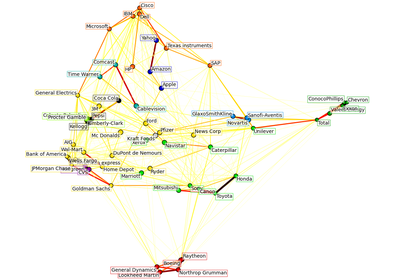 Cisco
IBM
Dell
Microsoft
Yahoo
Texas instruments
Comcast
HP
SAP
Time Warner
Amazon
Apple
General Electrics
Coca Cola
Cablevision
ConocoPhillips
Chevron
Valero Energy
3M
Pepsi
Procter Gamble
Kimberly-Clark
Ford
GlaxoSmithKline
Sanofi-Aventis
Novartis
Total
Kellogg
Mc Donalds
Pfizer
News Corp
Unilever
Kraft Foods
Xerox
AIG
Navistar
Caterpillar
Wal-Mart
Bank of America
DuPont de Nemours
Wells Fargo
Home Depot
Ryder
JPMorgan Chase
Marriott
Honda
Goldman Sachs
Mitsubishi
Sony
Canon
Toyota
Raytheon
Boeing
General Dynamics
Northrop Grumman
Lookheed Martin